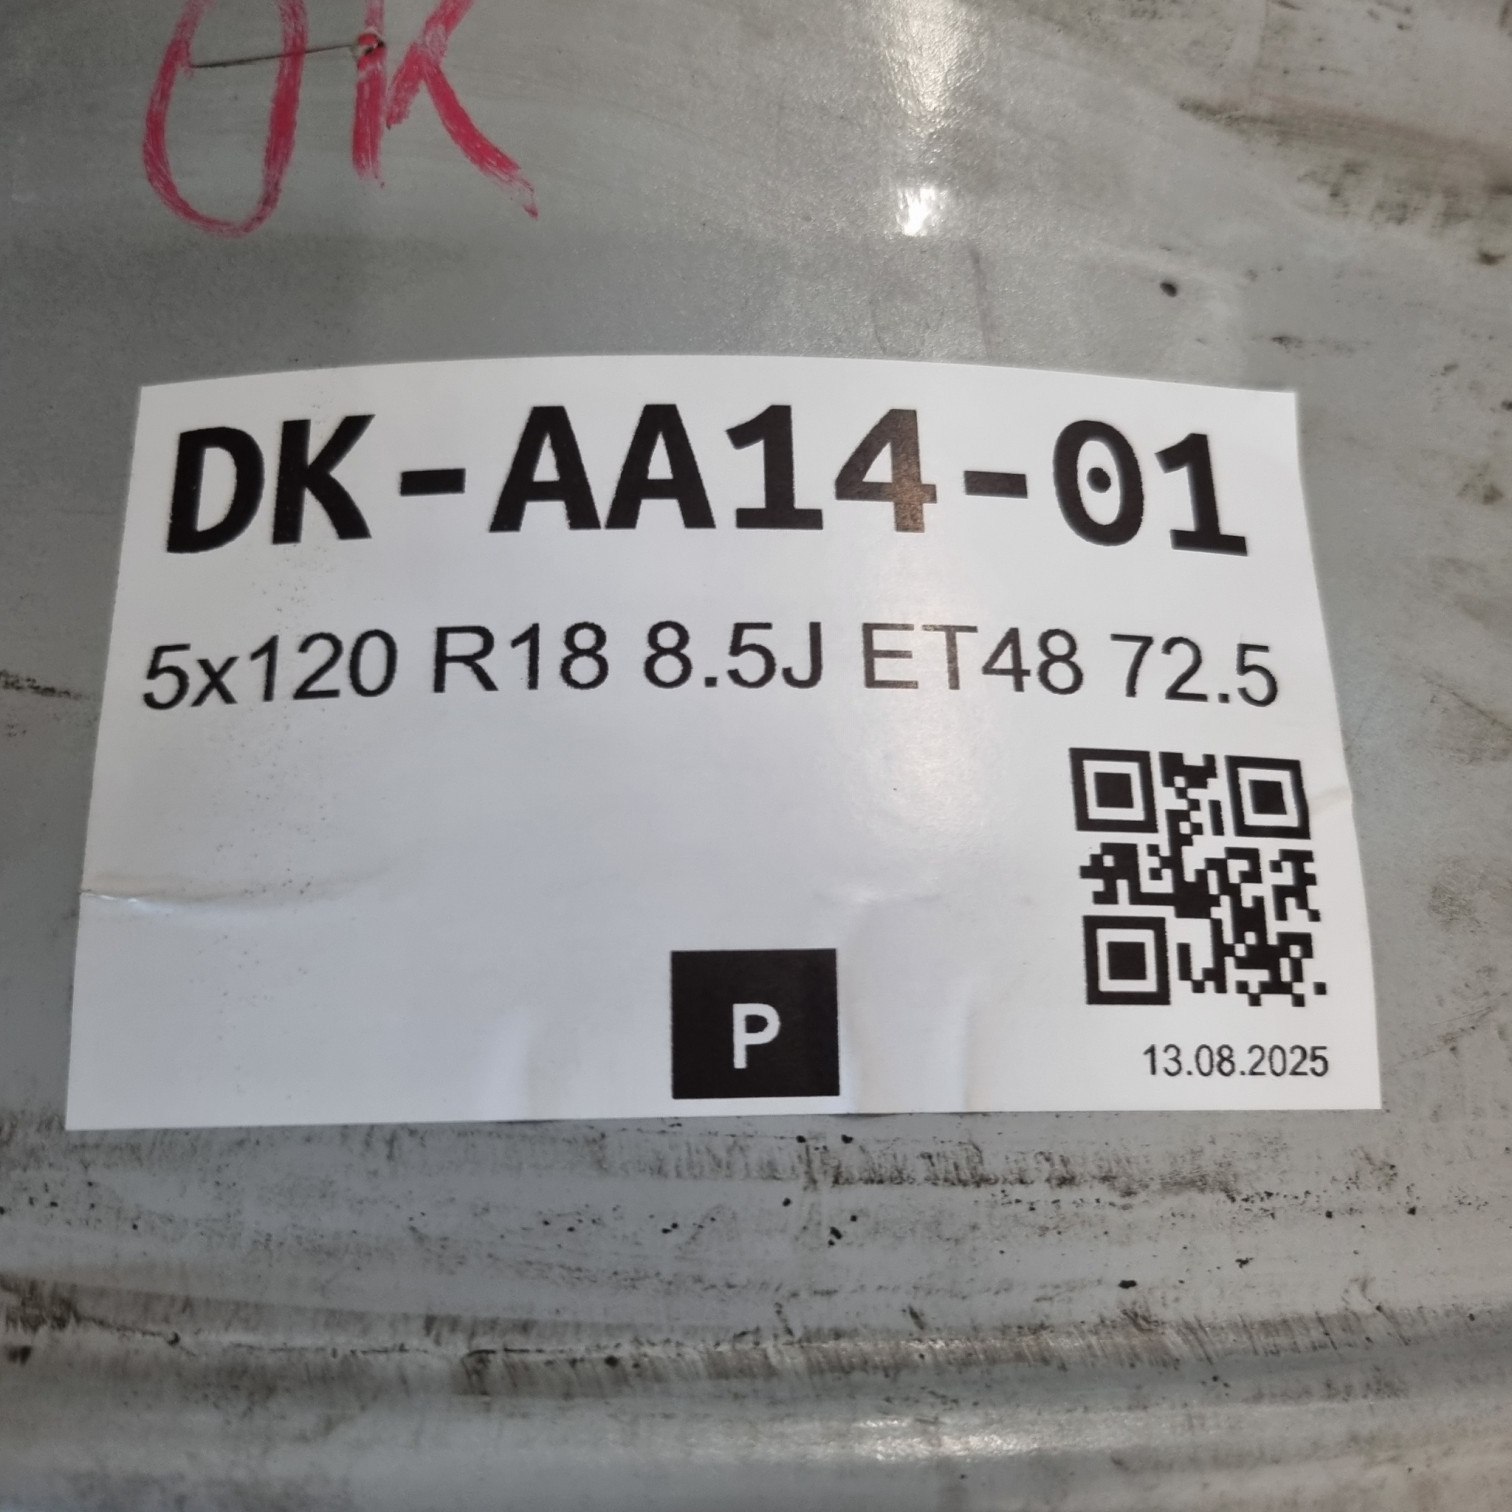 OK
DK-AA14-01
5x120 R18 8.5J ET48 72.5
P
13.08.2025